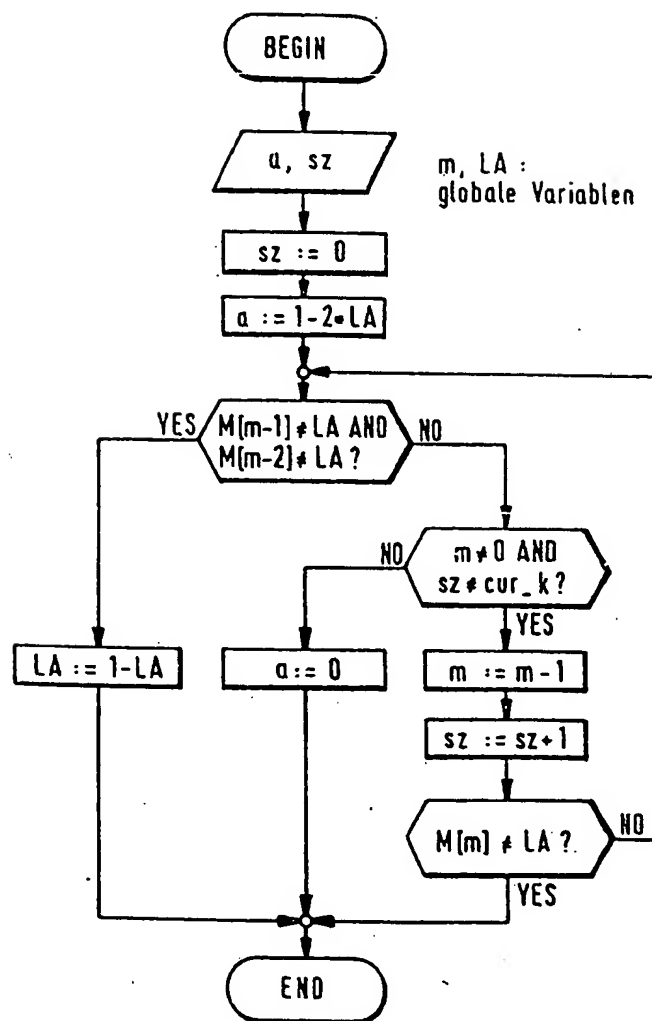 BEGIN
a, sz
m, LA :
globale Variablen
sz := 0
a := 1-2*LA
YES
M[m-1]≠LA AND
M[m-2]≠LA ?
NO
NO
m≠0 AND
sz≠cur_k?
YES
LA := 1-LA
a := 0
m := m-1
sz := sz+1
M[m] ≠ LA ?
NO
YES
END